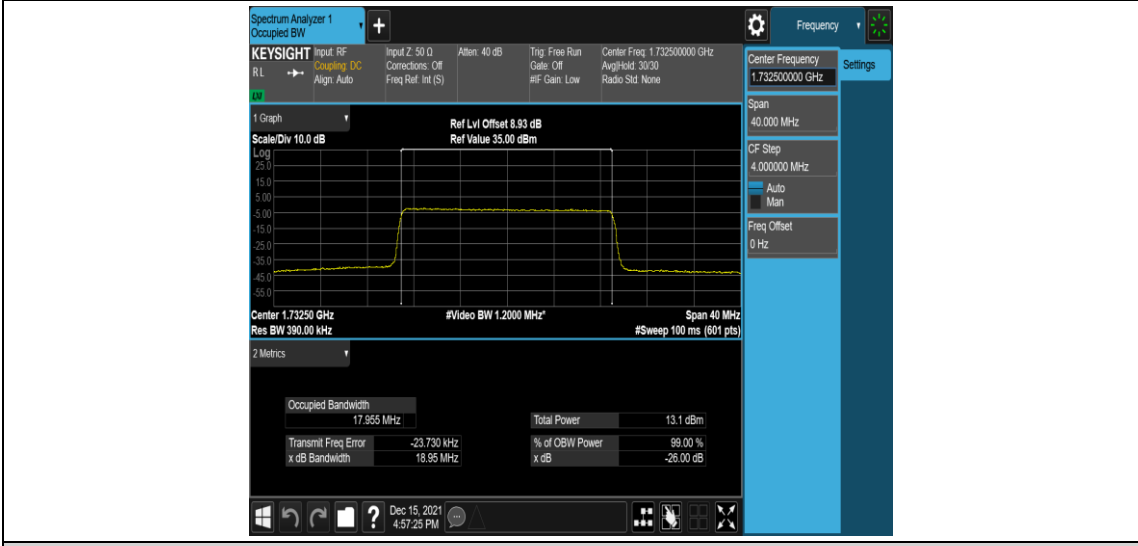 Spectrum Analyzer 1
Occupied BW
+
Frequency
KEYSIGHT
RL
Input: RF
Coupling: DC
Align: Auto
Input Z: 50 Ω
Corrections: Off
Freq Ref: Int (S)
Atten: 40 dB
Trig: Free Run
Gate: Off
#IF Gain: Low
Center Freq: 1.732500000 GHz
Avg|Hold: 30/30
Radio Std: None
Center Frequency
1.732500000 GHz
Settings
Span
40.000 MHz
CF Step
4.000000 MHz
Auto
Man
Freq Offset
0 Hz
1 Graph
Scale/Div 10.0 dB
Ref Lvl Offset 8.93 dB
Ref Value 35.00 dBm
Log
25.0
15.0
5.00
-5.00
-15.0
-25.0
-35.0
-45.0
-55.0
Center 1.73250 GHz
#Video BW 1.2000 MHz*
Span 40 MHz
Res BW 390.00 kHz
#Sweep 100 ms (601 pts)
2 Metrics
Occupied Bandwidth
17.955 MHz
Total Power 13.1 dBm
Transmit Freq Error -23.730 kHz
% of OBW Power 99.00 %
x dB Bandwidth 18.95 MHz
x dB -26.00 dB
?
Dec 15, 2021
4:57:25 PM